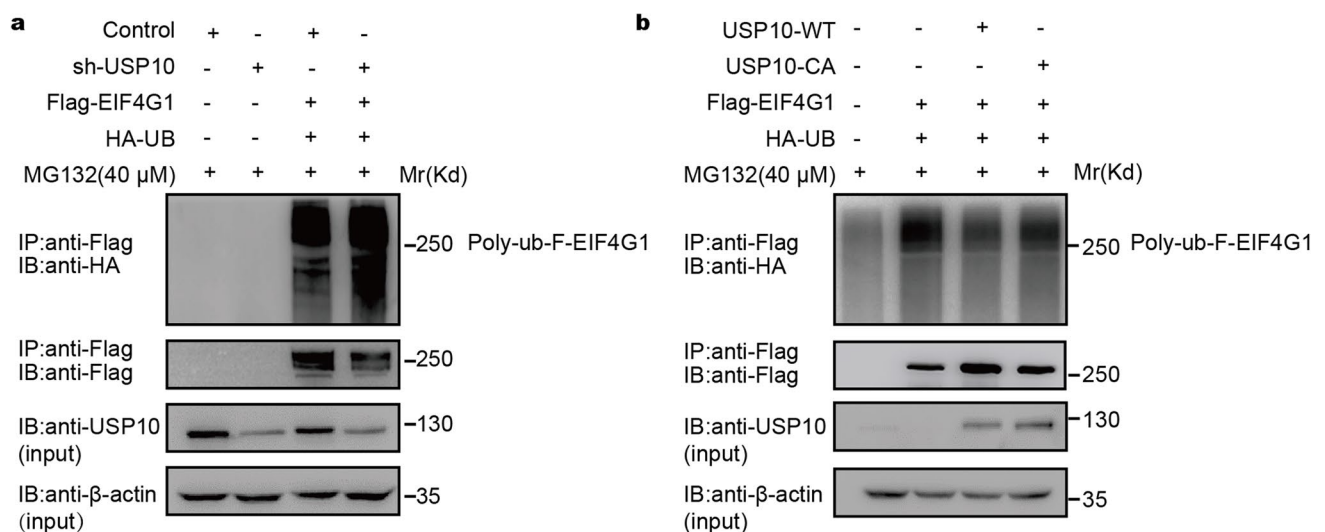 a
Control + - + -
sh-USP10 - + - +
Flag-EIF4G1 - - + +
HA-UB - - + +
MG132(40 μM) + + + + Mr(Kd)
IP:anti-Flag
IB:anti-HA
-250 Poly-ub-F-EIF4G1
IP:anti-Flag
IB:anti-Flag
-250
IB:anti-USP10
(input)
-130
IB:anti-β-actin
(input)
-35
b
USP10-WT - - + -
USP10-CA - - - +
Flag-EIF4G1 - + + +
HA-UB - + + +
MG132(40 μM) + + + + Mr(Kd)
IP:anti-Flag
IB:anti-HA
-250 Poly-ub-F-EIF4G1
IP:anti-Flag
IB:anti-Flag
-250
IB:anti-USP10
(input)
-130
IB:anti-β-actin
(input)
-35